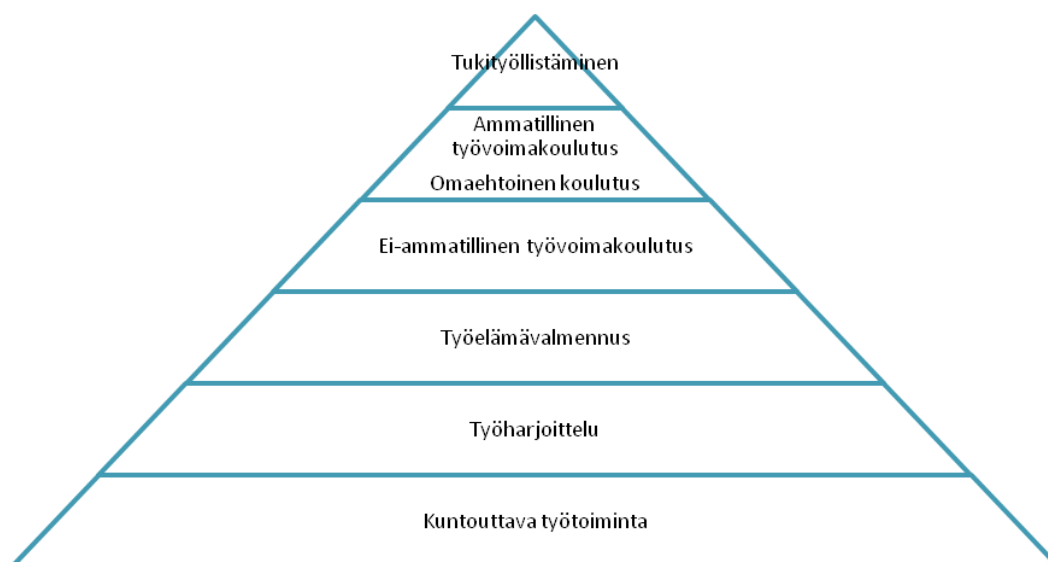 Tukityöllistäminen
Ammatillinen
työvoimakoulutus
Omaehtoinen koulutus
Ei-ammatillinen työvoimakoulutus
Työelämävalmennus
Työharjoittelu
Kuntouttava työtoiminta